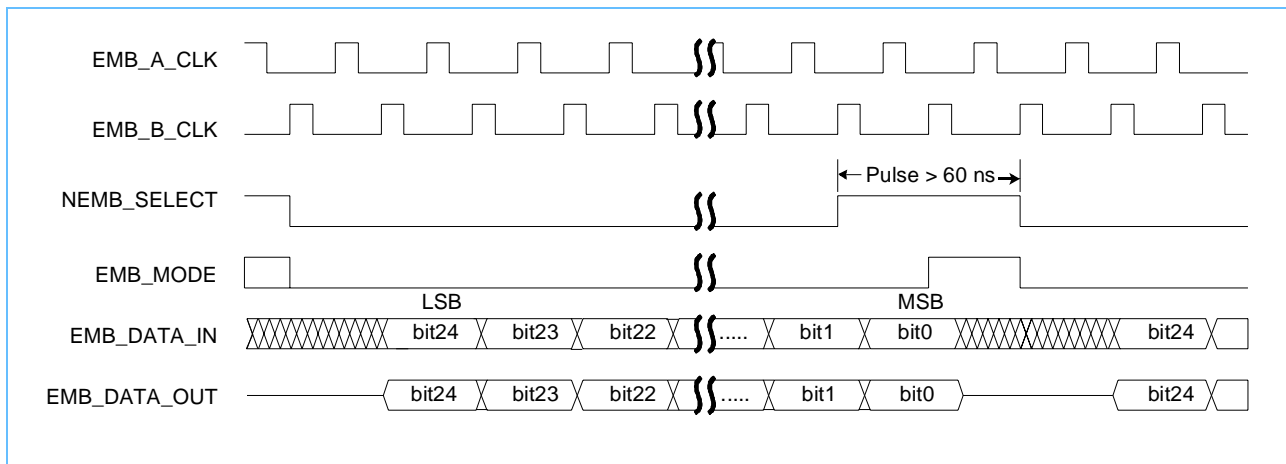 EMB_A_CLK
EMB_B_CLK
Pulse > 60 ns
NEMB_SELECT
EMB_MODE
LSB MSB
EMB_DATA_IN bit24 bit23 bit22 ..... bit1 bit0 bit24
EMB_DATA_OUT bit24 bit23 bit22 ..... bit1 bit0 bit24